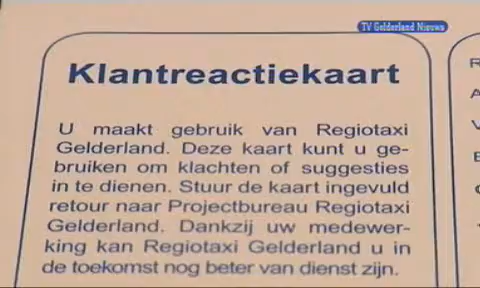 TV Gelderland Nieuws
Klantreactiekaart
U maakt gebruik van Regiotaxi
Gelderland. Deze kaart kunt u ge-
bruiken om klachten of suggesties
in te dienen. Stuur de kaart ingevuld
retour naar Projectbureau Regiotaxi
Gelderland. Dankzij uw medewer-
king kan Regiotaxi Gelderland u in
de toekomst nog beter van dienst zijn.